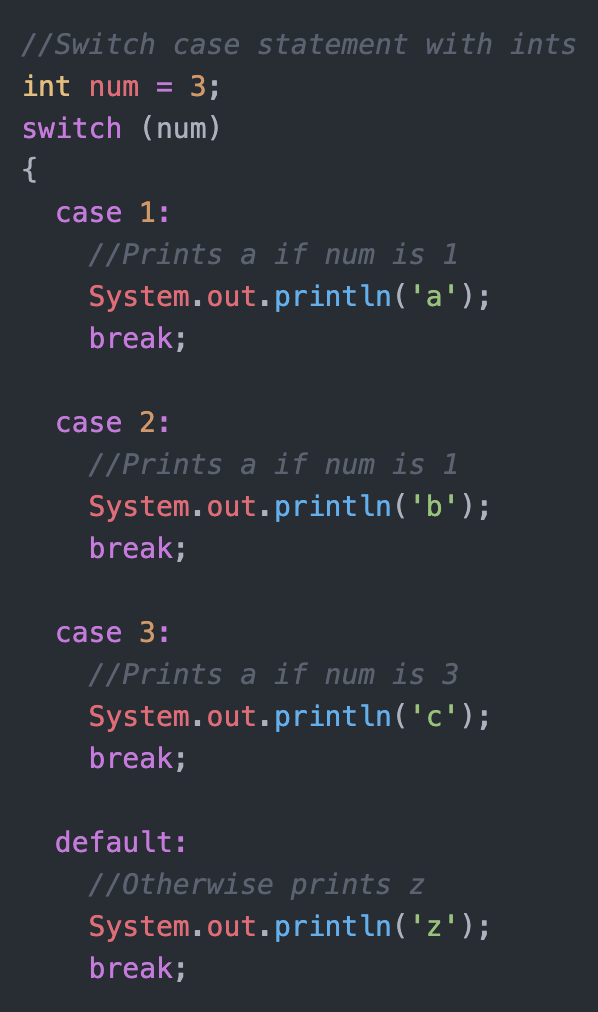 //Switch case statement with ints
int num = 3;
switch (num)
{
  case 1:
    //Prints a if num is 1
    System.out.println('a');
    break;

  case 2:
    //Prints a if num is 1
    System.out.println('b');
    break;

  case 3:
    //Prints a if num is 3
    System.out.println('c');
    break;

  default:
    //Otherwise prints z
    System.out.println('z');
    break;